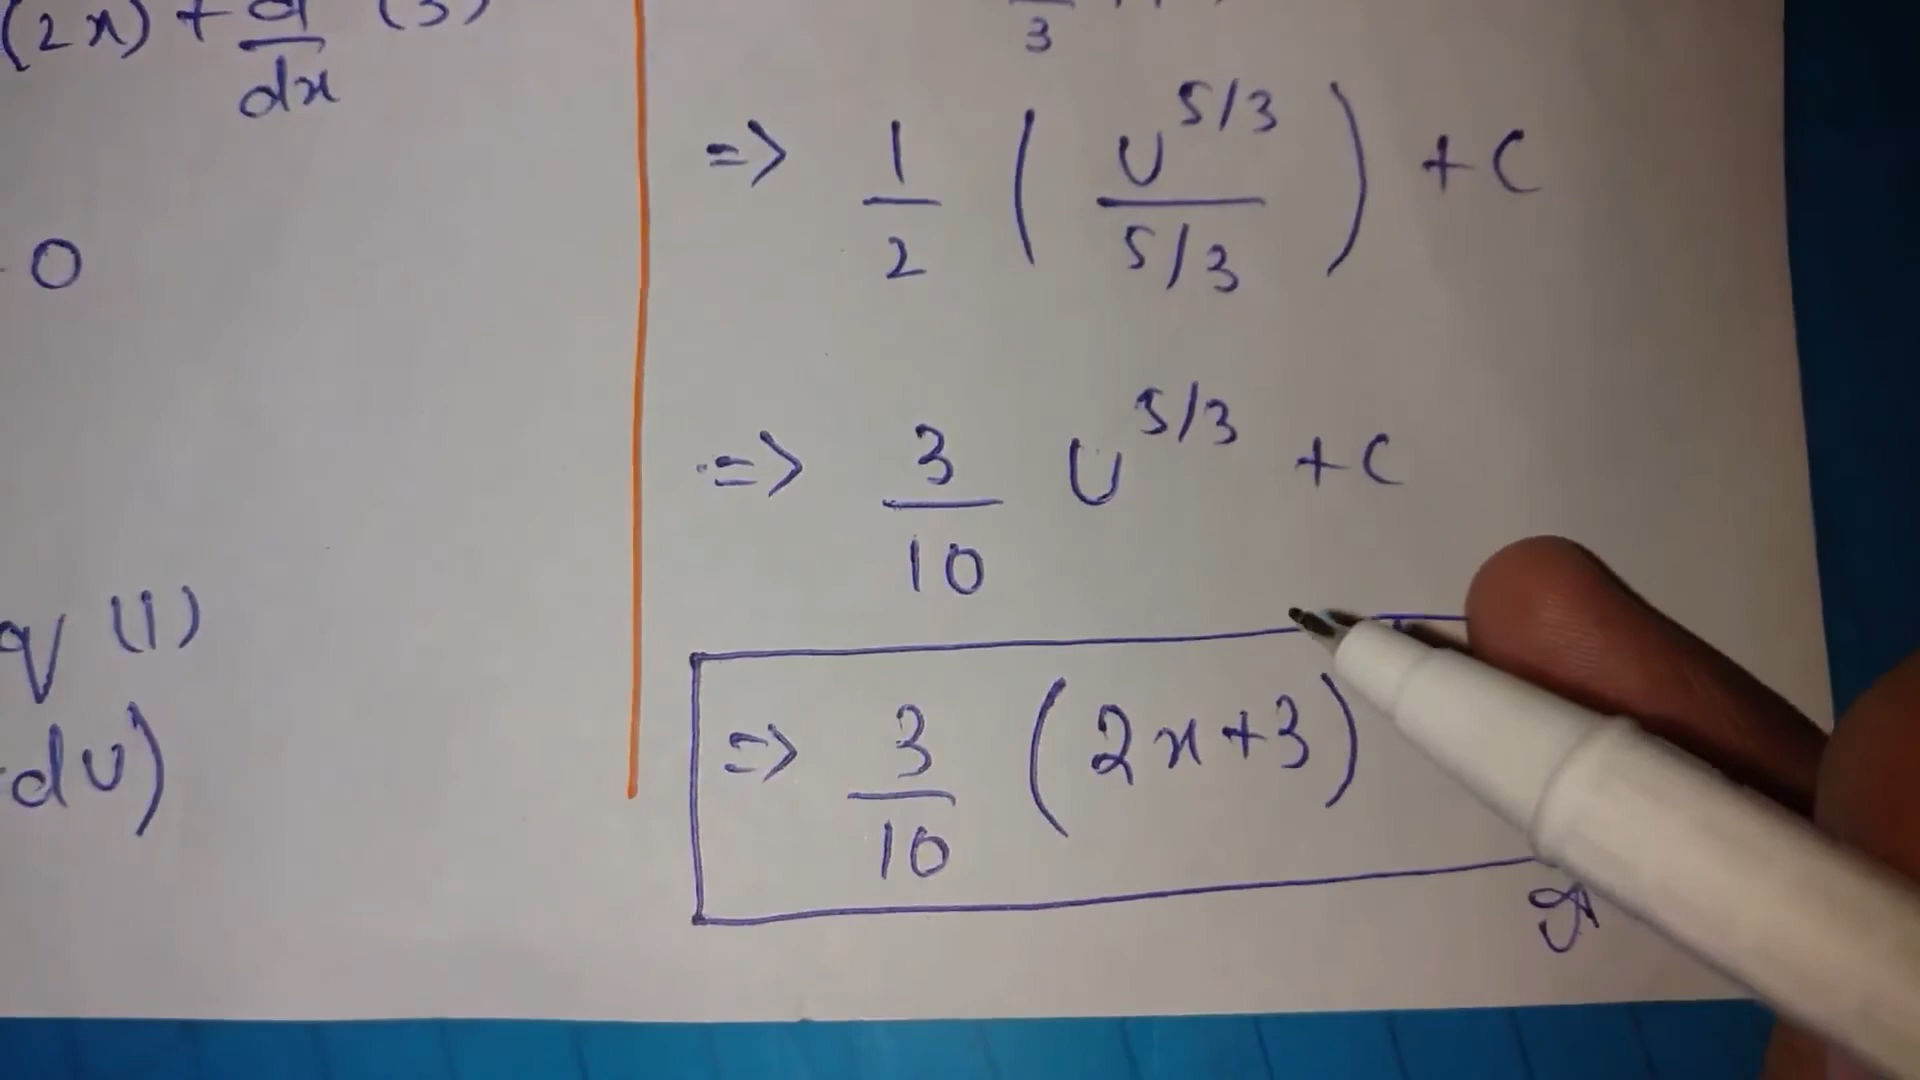 (2x) + d/dx (3)
0
(1)
du)
3
=> 1/2 ( U^5/3 / 5/3 ) + C
=> 3/10 U^5/3 + C
=> 3/10 (2x+3)